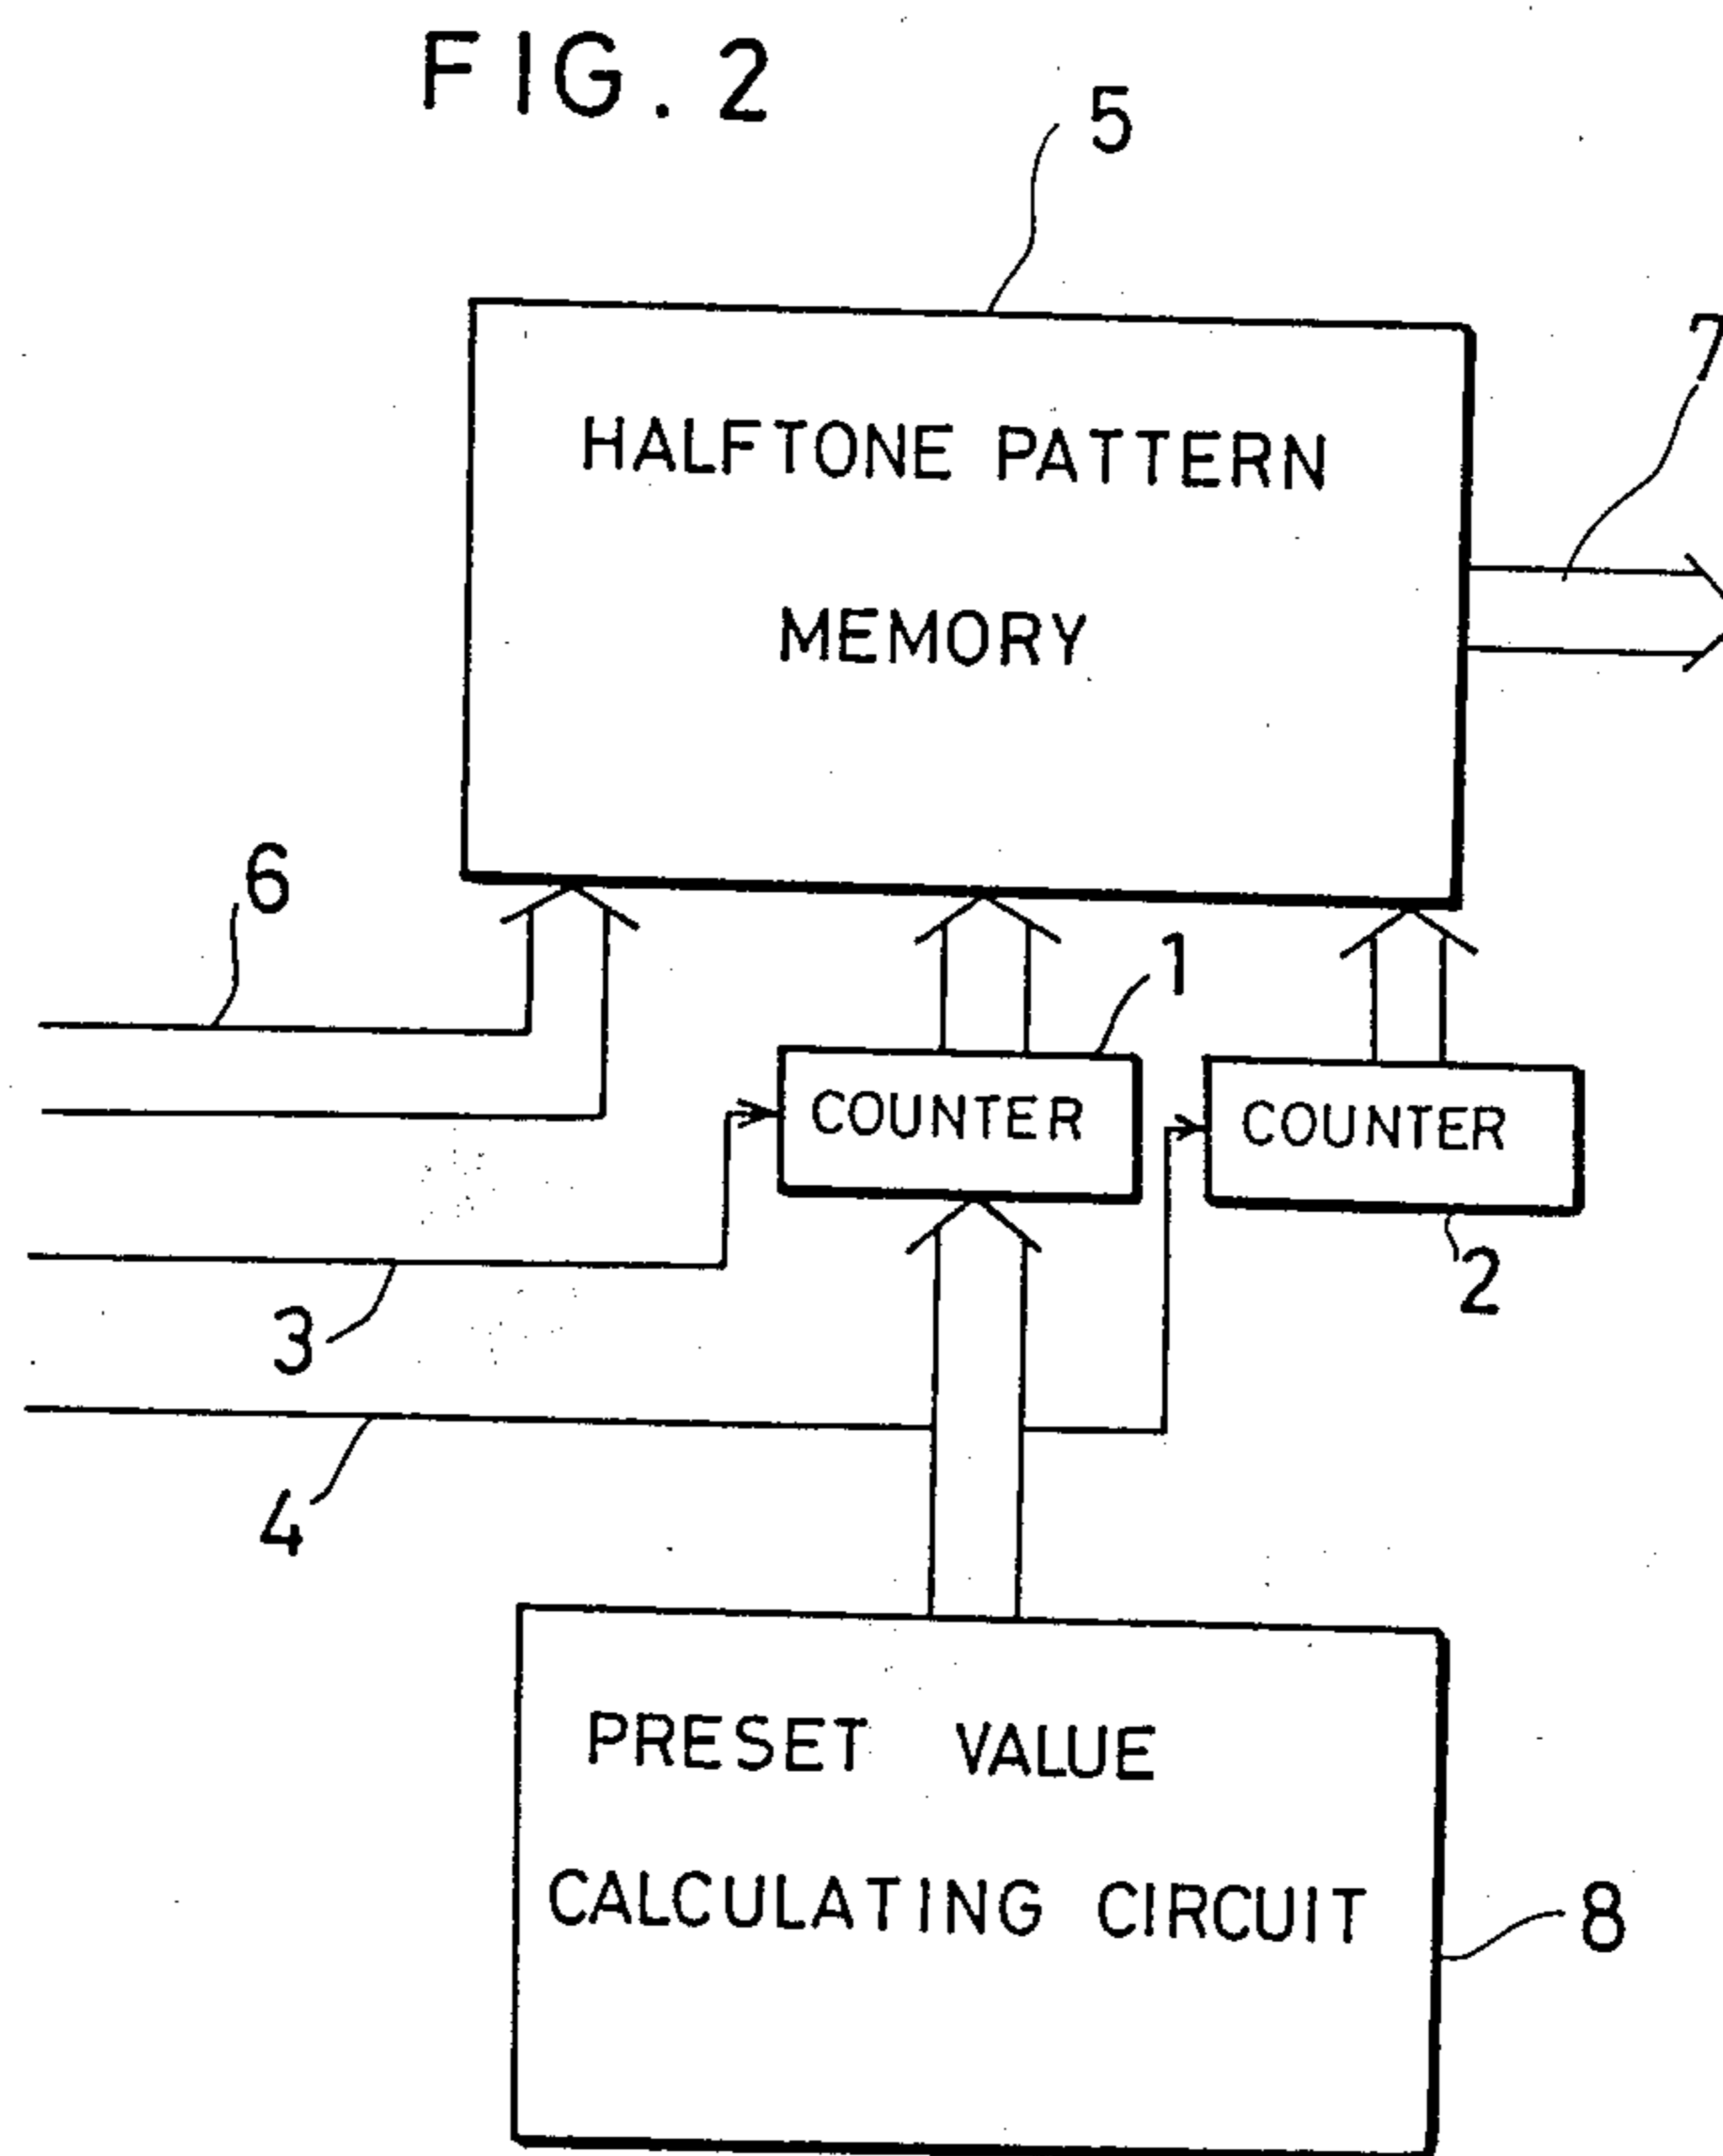 FIG. 2
5
7
HALFTONE PATTERN
MEMORY
6
1
COUNTER
COUNTER
2
3
4
PRESET VALUE
CALCULATING CIRCUIT
8